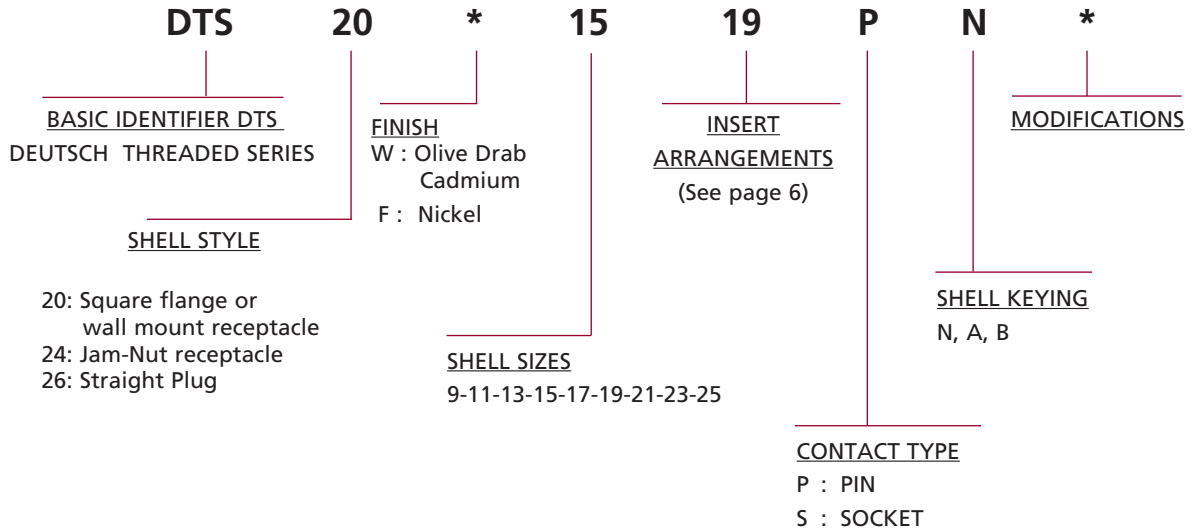 DTS 20 * 15 19 P N *
BASIC IDENTIFIER DTS
DEUTSCH THREADED SERIES
FINISH
W : Olive Drab
Cadmium
F : Nickel
INSERT
ARRANGEMENTS
(See page 6)
MODIFICATIONS
SHELL STYLE
20: Square flange or
wall mount receptacle
24: Jam-Nut receptacle
26: Straight Plug
SHELL SIZES
9-11-13-15-17-19-21-23-25
SHELL KEYING
N, A, B
CONTACT TYPE
P : PIN
S : SOCKET